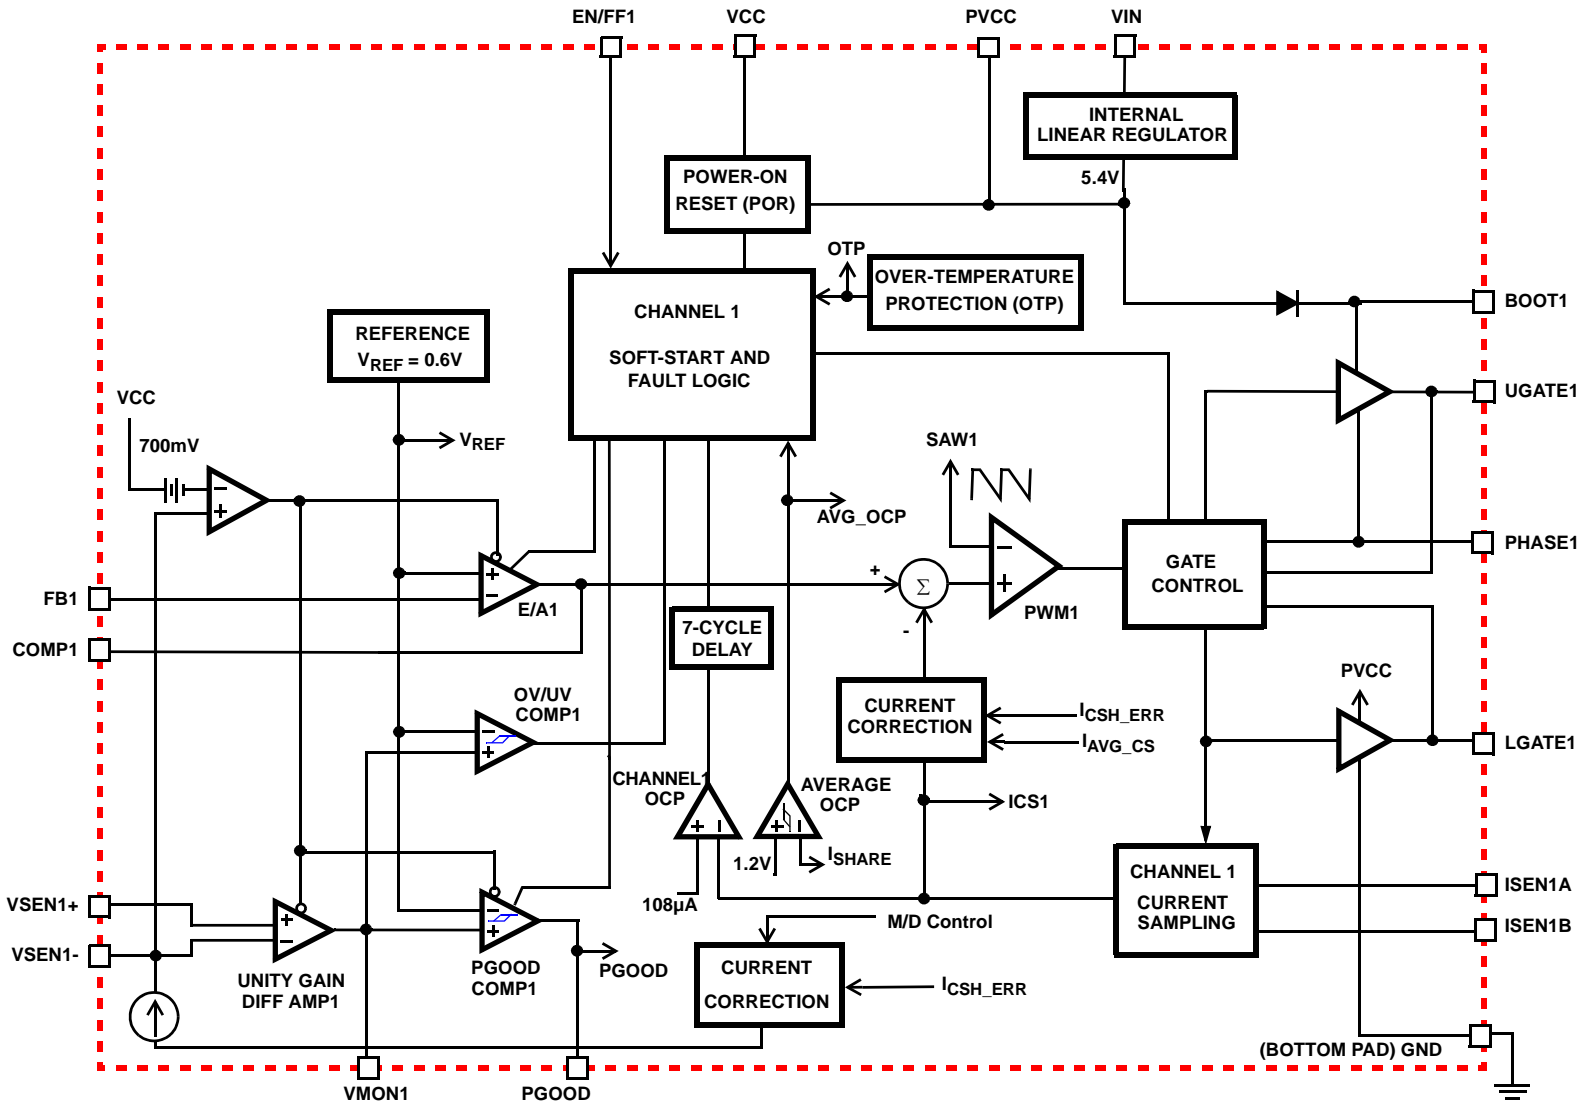 EN/FF1
VCC
PVCC
VIN
INTERNAL
LINEAR REGULATOR
POWER-ON
RESET (POR)
5.4V
OTP
OVER-TEMPERATURE
PROTECTION (OTP)
BOOT1
CHANNEL 1
SOFT-START AND
FAULT LOGIC
REFERENCE
VREF = 0.6V
VCC
UGATE1
700mV
VREF
SAW1
AVG_OCP
− 
+
PHASE1
GATE
CONTROL
+
−
E/A1
FB1
+
Σ
-
−
+
PWM1
COMP1
7-CYCLE
DELAY
PVCC
OV/UV
COMP1
−
+
CURRENT
CORRECTION
ICSH_ERR
IAVG_CS
LGATE1
CHANNEL1
OCP
+ −
AVERAGE
OCP
+ −
ICS1
1.2V
ISHARE
108µA
CHANNEL 1
CURRENT
SAMPLING
ISEN1A
ISEN1B
VSEN1+
VSEN1-
+
−
UNITY GAIN
DIFF AMP1
−
+
PGOOD
COMP1
PGOOD
M/D Control
CURRENT
CORRECTION
ICSH_ERR
(BOTTOM PAD) GND
VMON1
PGOOD